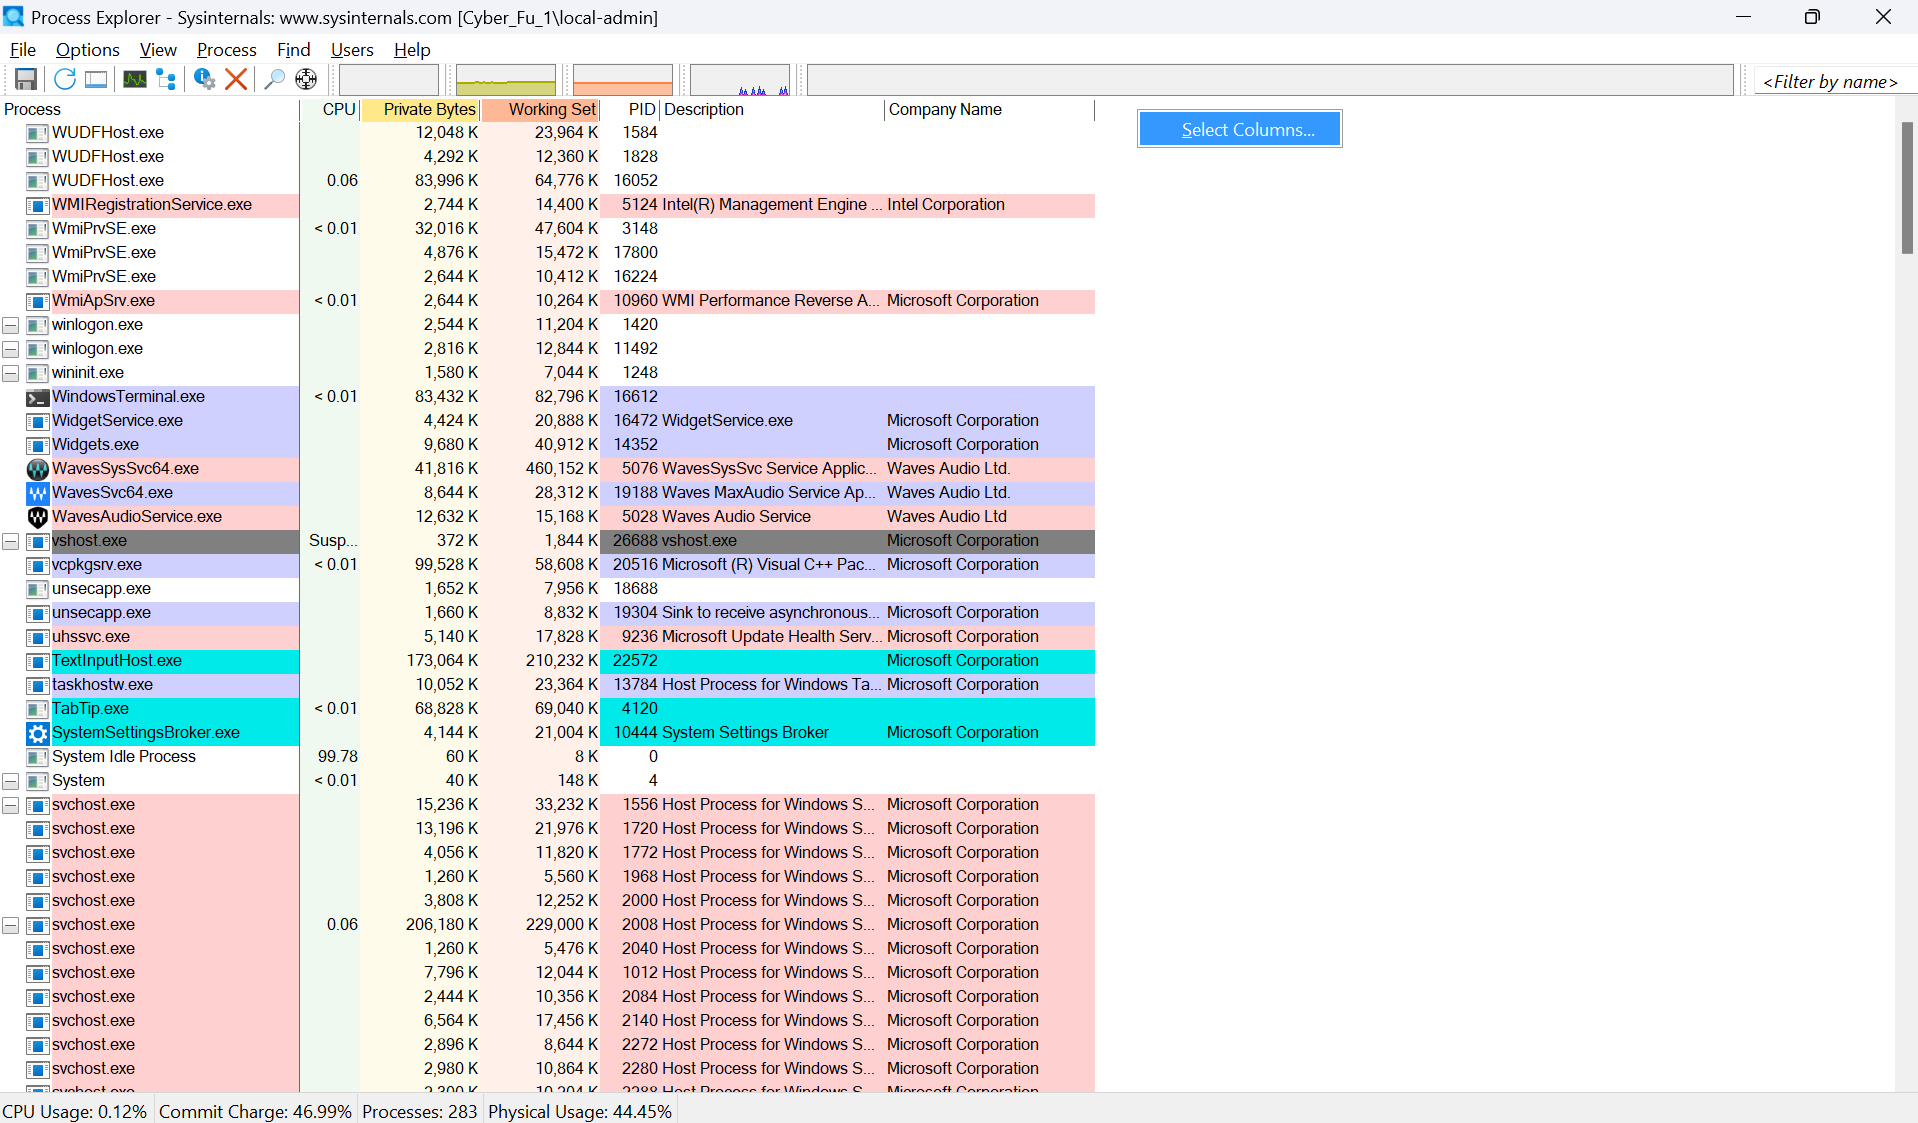 Process Explorer - Sysinternals: www.sysinternals.com [Cyber_Fu_1\local-admin]
File Options View Process Find Users Help
<Filter by name>
Process CPU Private Bytes Working Set PID Description Company Name
Select Columns...
WUDFHost.exe 12,048 K 23,964 K 1584
WUDFHost.exe 4,292 K 12,360 K 1828
WUDFHost.exe 0.06 83,996 K 64,776 K 16052
WMIRegistrationService.exe 2,744 K 14,400 K 5124 Intel(R) Management Engine ... Intel Corporation
WmiPrvSE.exe < 0.01 32,016 K 47,604 K 3148
WmiPrvSE.exe 4,876 K 15,472 K 17800
WmiPrvSE.exe 2,644 K 10,412 K 16224
WmiApSrv.exe < 0.01 2,644 K 10,264 K 10960 WMI Performance Reverse A... Microsoft Corporation
winlogon.exe 2,544 K 11,204 K 1420
winlogon.exe 2,816 K 12,844 K 11492
wininit.exe 1,580 K 7,044 K 1248
WindowsTerminal.exe < 0.01 83,432 K 82,796 K 16612
WidgetService.exe 4,424 K 20,888 K 16472 WidgetService.exe Microsoft Corporation
Widgets.exe 9,680 K 40,912 K 14352 Microsoft Corporation
WavesSysSvc64.exe 41,816 K 460,152 K 5076 WavesSysSvc Service Applic... Waves Audio Ltd.
WavesSvc64.exe 8,644 K 28,312 K 19188 Waves MaxAudio Service Ap... Waves Audio Ltd.
WavesAudioService.exe 12,632 K 15,168 K 5028 Waves Audio Service Waves Audio Ltd
vshost.exe Susp... 372 K 1,844 K 26688 vshost.exe Microsoft Corporation
vcpkgsrv.exe < 0.01 99,528 K 58,608 K 20516 Microsoft (R) Visual C++ Pac... Microsoft Corporation
unsecapp.exe 1,652 K 7,956 K 18688
unsecapp.exe 1,660 K 8,832 K 19304 Sink to receive asynchronous... Microsoft Corporation
uhssvc.exe 5,140 K 17,828 K 9236 Microsoft Update Health Serv... Microsoft Corporation
TextInputHost.exe 173,064 K 210,232 K 22572 Microsoft Corporation
taskhostw.exe 10,052 K 23,364 K 13784 Host Process for Windows Ta... Microsoft Corporation
TabTip.exe < 0.01 68,828 K 69,040 K 4120
SystemSettingsBroker.exe 4,144 K 21,004 K 10444 System Settings Broker Microsoft Corporation
System Idle Process 99.78 60 K 8 K 0
System < 0.01 40 K 148 K 4
svchost.exe 15,236 K 33,232 K 1556 Host Process for Windows S... Microsoft Corporation
svchost.exe 13,196 K 21,976 K 1720 Host Process for Windows S... Microsoft Corporation
svchost.exe 4,056 K 11,820 K 1772 Host Process for Windows S... Microsoft Corporation
svchost.exe 1,260 K 5,560 K 1968 Host Process for Windows S... Microsoft Corporation
svchost.exe 3,808 K 12,252 K 2000 Host Process for Windows S... Microsoft Corporation
svchost.exe 0.06 206,180 K 229,000 K 2008 Host Process for Windows S... Microsoft Corporation
svchost.exe 1,260 K 5,476 K 2040 Host Process for Windows S... Microsoft Corporation
svchost.exe 7,796 K 12,044 K 1012 Host Process for Windows S... Microsoft Corporation
svchost.exe 2,444 K 10,356 K 2084 Host Process for Windows S... Microsoft Corporation
svchost.exe 6,564 K 17,456 K 2140 Host Process for Windows S... Microsoft Corporation
svchost.exe 2,896 K 8,644 K 2272 Host Process for Windows S... Microsoft Corporation
svchost.exe 2,980 K 10,864 K 2280 Host Process for Windows S... Microsoft Corporation
CPU Usage: 0.12% Commit Charge: 46.99% Processes: 283 Physical Usage: 44.45%